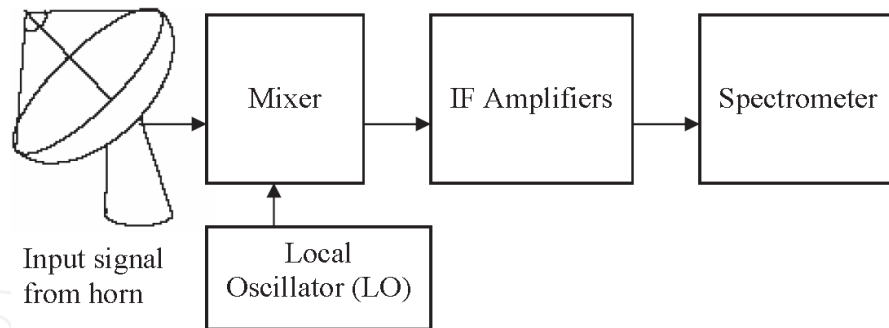 Mixer
IF Amplifiers
Spectrometer
Input signal
from horn
Local
Oscillator (LO)